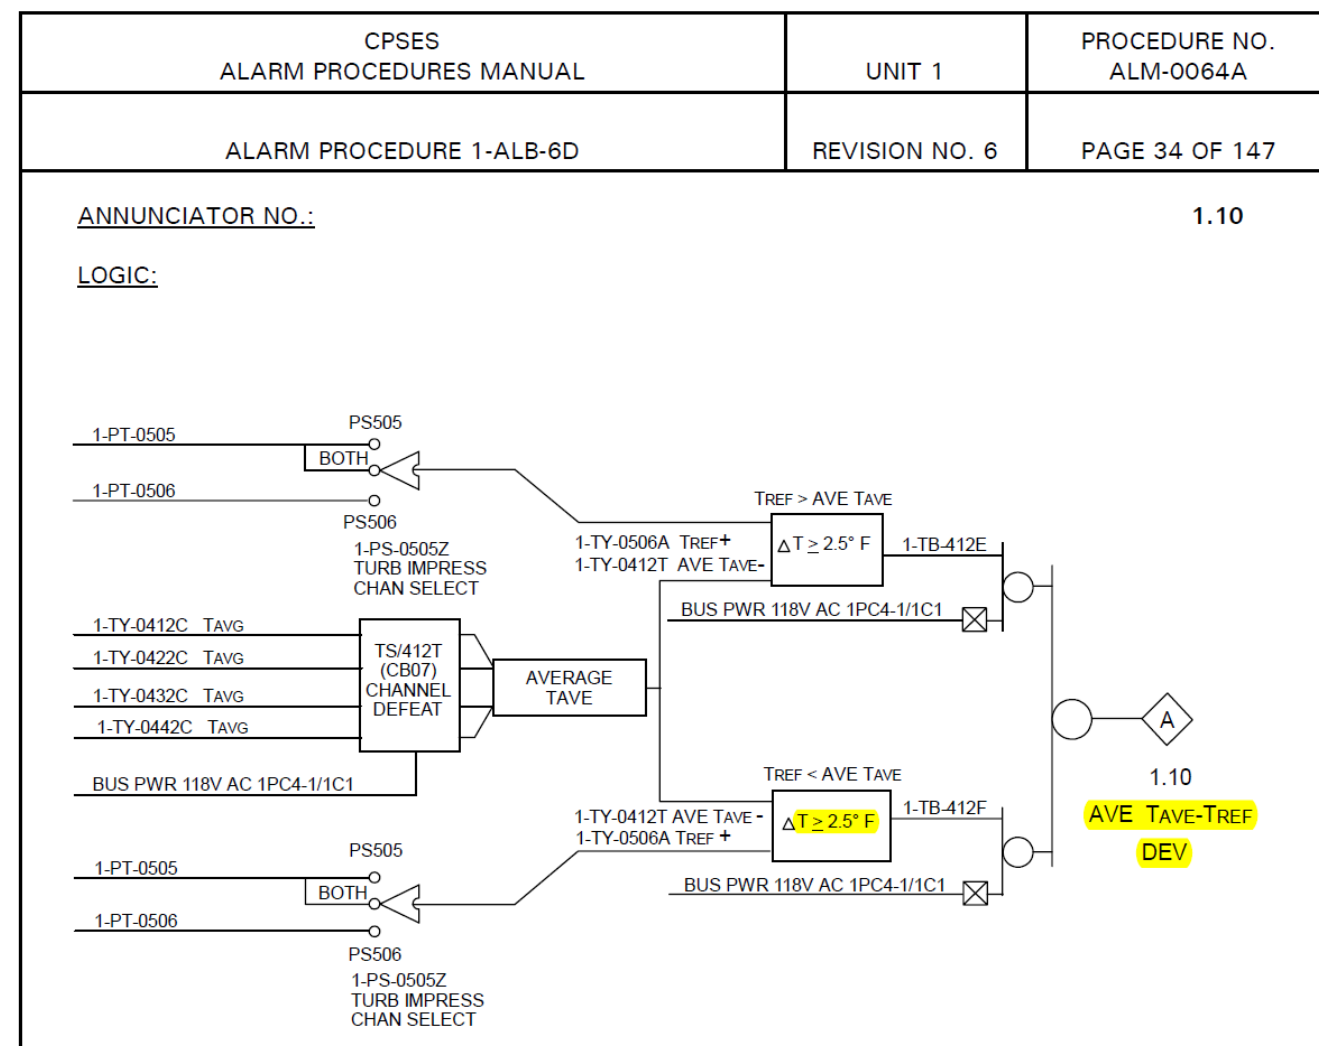 CPSES
ALARM PROCEDURES MANUAL
UNIT 1
PROCEDURE NO.
ALM-0064A
ALARM PROCEDURE 1-ALB-6D
REVISION NO. 6
PAGE 34 OF 147
ANNUNCIATOR NO.:
1.10
LOGIC:
1-PT-0505
PS505
BOTH
1-PT-0506
PS506
1-PS-0505Z
TURB IMPRESS
CHAN SELECT
TREF > AVE TAVE
1-TY-0506A TREF+
1-TY-0412T AVE TAVE-
△T ≥ 2.5° F
1-TB-412E
BUS PWR 118V AC 1PC4-1/1C1
1-TY-0412C TAVG
1-TY-0422C TAVG
1-TY-0432C TAVG
1-TY-0442C TAVG
TS/412T
(CB07)
CHANNEL
DEFEAT
AVERAGE
TAVE
BUS PWR 118V AC 1PC4-1/1C1
A
1.10
AVE TAVE-TREF
DEV
TREF < AVE TAVE
1-TY-0412T AVE TAVE -
1-TY-0506A TREF +
△T ≥ 2.5° F
1-TB-412F
BUS PWR 118V AC 1PC4-1/1C1
1-PT-0505
PS505
BOTH
1-PT-0506
PS506
1-PS-0505Z
TURB IMPRESS
CHAN SELECT